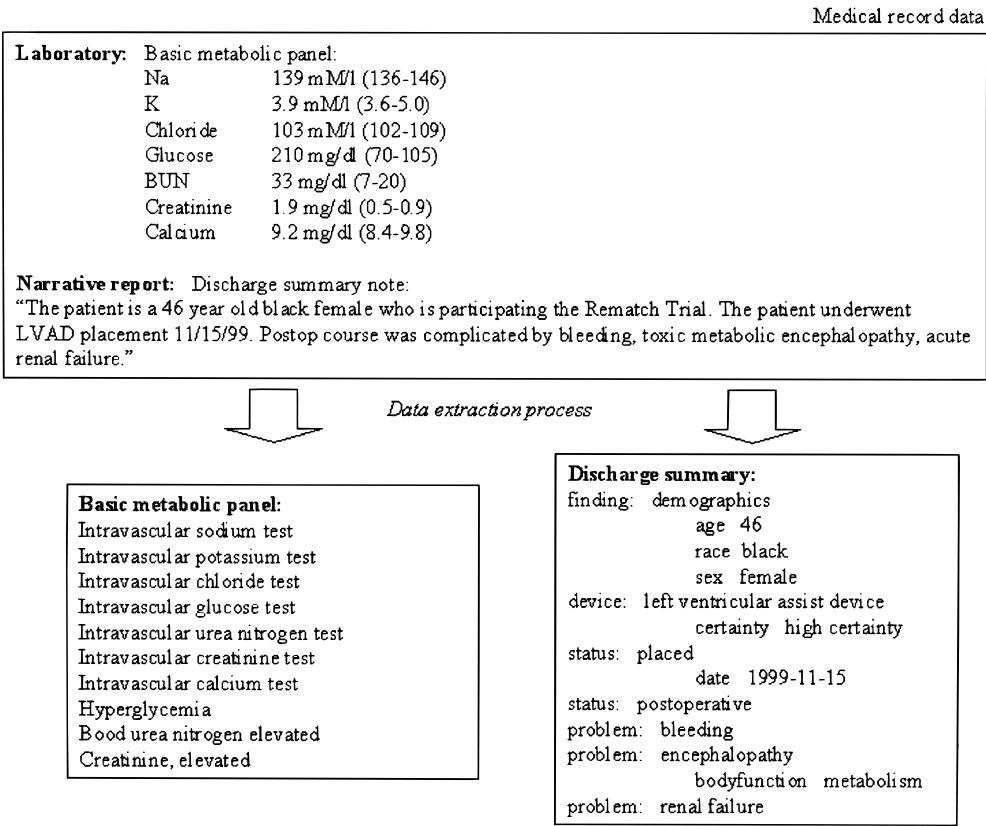 Medical record data
Laboratory: Basic metabolic panel:
Na 139 mM/l (136-146)
K 3.9 mM/l (3.6-5.0)
Chloride 103 mM/l (102-109)
Glucose 210 mg/dl (70-105)
BUN 33 mg/dl (7-20)
Creatinine 1.9 mg/dl (0.5-0.9)
Calcium 9.2 mg/dl (8.4-9.8)
Narrative report: Discharge summary note:
“The patient is a 46 year old black female who is participating the Rematch Trial. The patient underwent
LVAD placement 11/15/99. Postop course was complicated by bleeding, toxic metabolic encephalopathy, acute
renal failure.”
Data extraction process
Basic metabolic panel:
Intravascular sodium test
Intravascular potassium test
Intravascular chloride test
Intravascular glucose test
Intravascular urea nitrogen test
Intravascular creatinine test
Intravascular calcium test
Hyperglycemia
Bood urea nitrogen elevated
Creatinine, elevated
Discharge summary:
finding: demographics
age 46
race black
sex female
device: left ventricular assist device
certainty high certainty
status: placed
date 1999-11-15
status: postoperative
problem: bleeding
problem: encephalopathy
bodyfunction metabolism
problem: renal failure